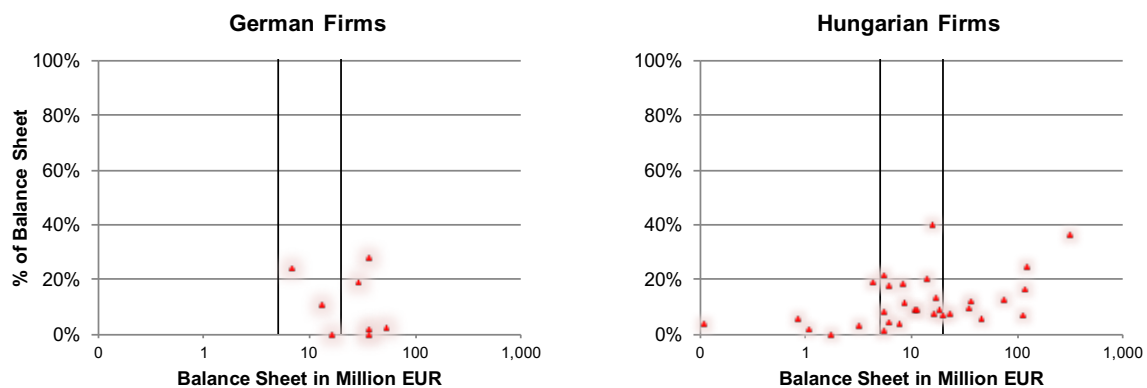 German Firms
% of Balance Sheet
100%
80%
60%
40%
20%
0%
0 1 10 100 1,000
Balance Sheet in Million EUR
Hungarian Firms
100%
80%
60%
40%
20%
0%
0 1 10 100 1,000
Balance Sheet in Million EUR